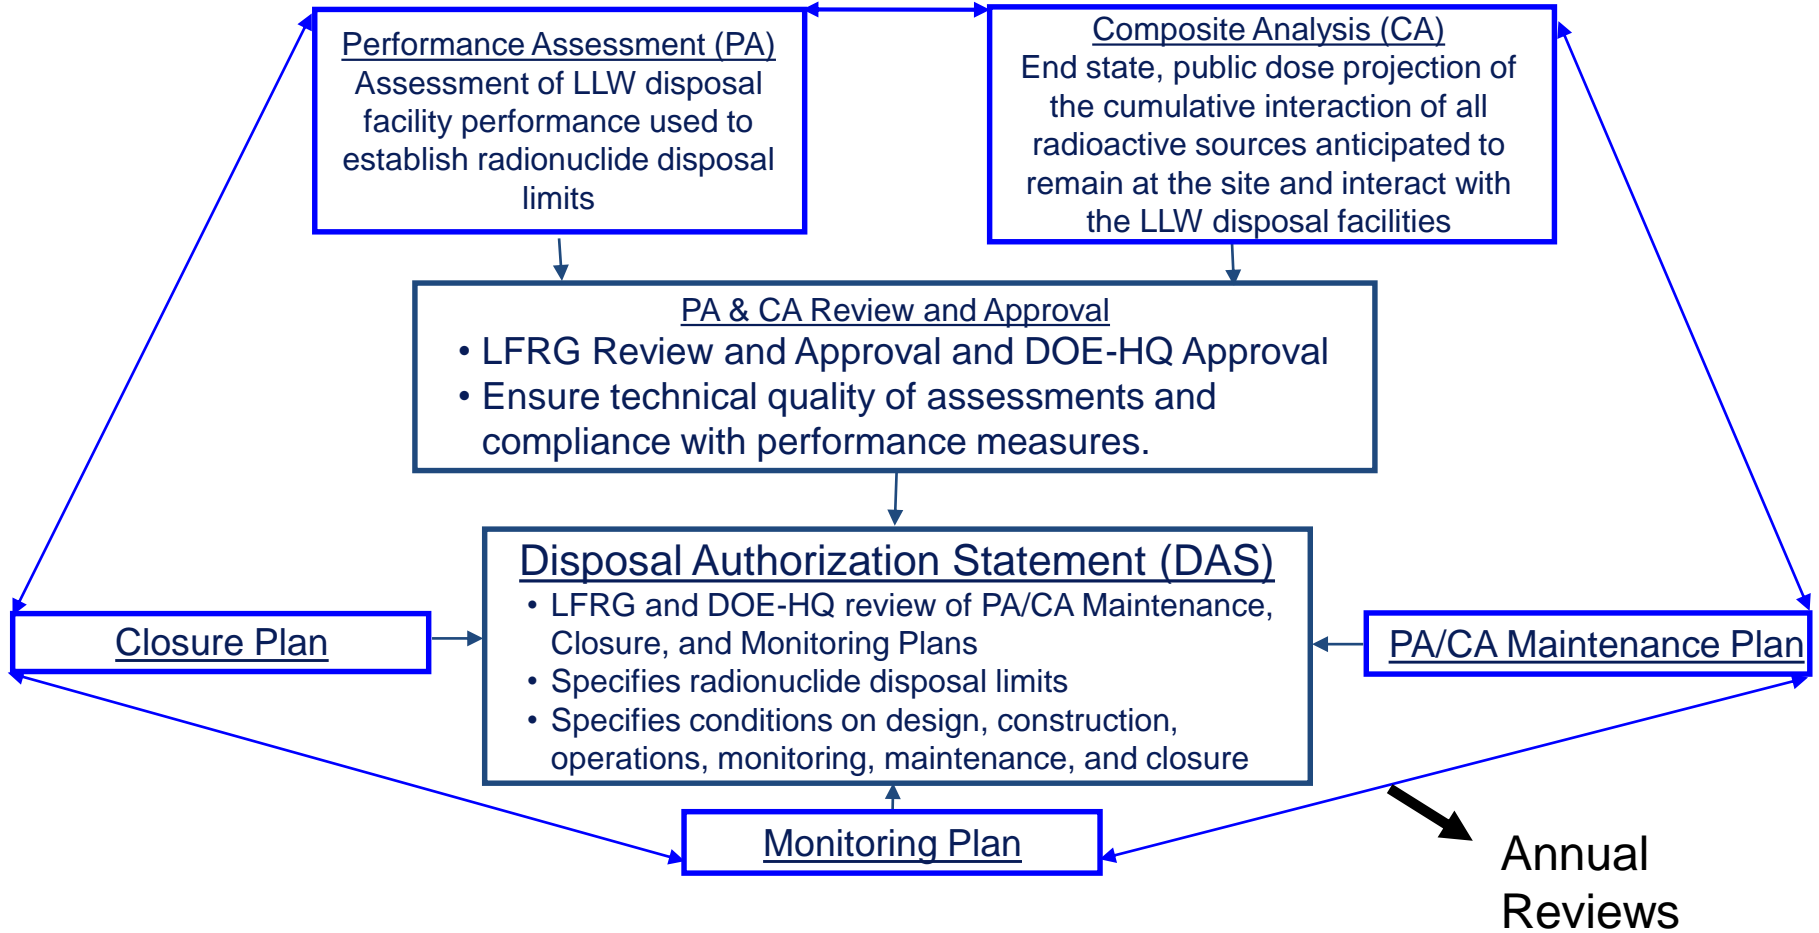 Performance Assessment (PA)
Assessment of LLW disposal
facility performance used to
establish radionuclide disposal
limits
Composite Analysis (CA)
End state, public dose projection of
the cumulative interaction of all
radioactive sources anticipated to
remain at the site and interact with
the LLW disposal facilities
PA & CA Review and Approval
• LFRG Review and Approval and DOE-HQ Approval
• Ensure technical quality of assessments and
compliance with performance measures.
Disposal Authorization Statement (DAS)
• LFRG and DOE-HQ review of PA/CA Maintenance,
Closure, and Monitoring Plans
• Specifies radionuclide disposal limits
• Specifies conditions on design, construction,
operations, monitoring, maintenance, and closure
Closure Plan
PA/CA Maintenance Plan
Monitoring Plan
Annual
Reviews